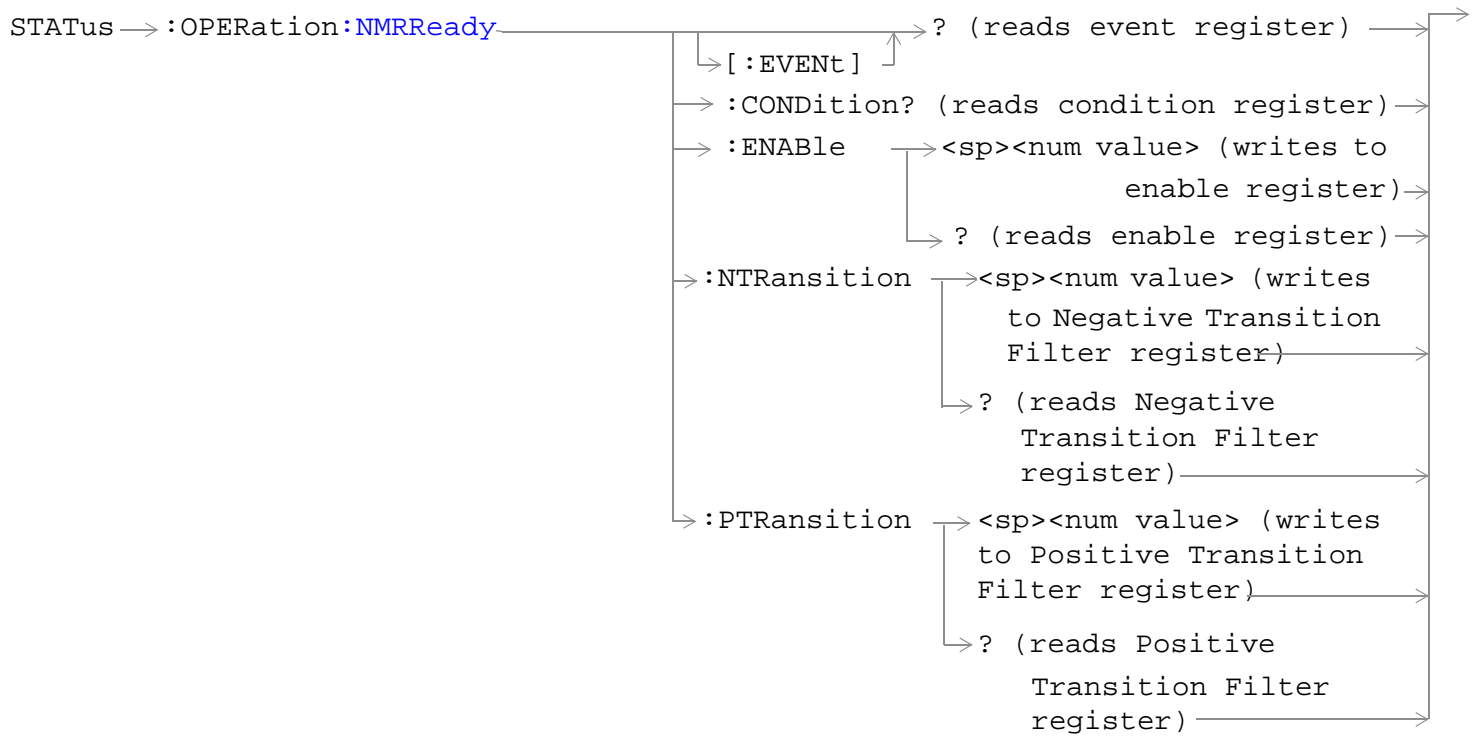 STATus :OPERation:NMRReady ? (reads event register)
[:EVENt]
:CONDition? (reads condition register)
:ENABle <sp><num value> (writes to
enable register)
? (reads enable register)
:NTRansition <sp><num value> (writes
to Negative Transition
Filter register)
? (reads Negative
Transition Filter
register)
:PTRansition <sp><num value> (writes
to Positive Transition
Filter register)
? (reads Positive
Transition Filter
register)